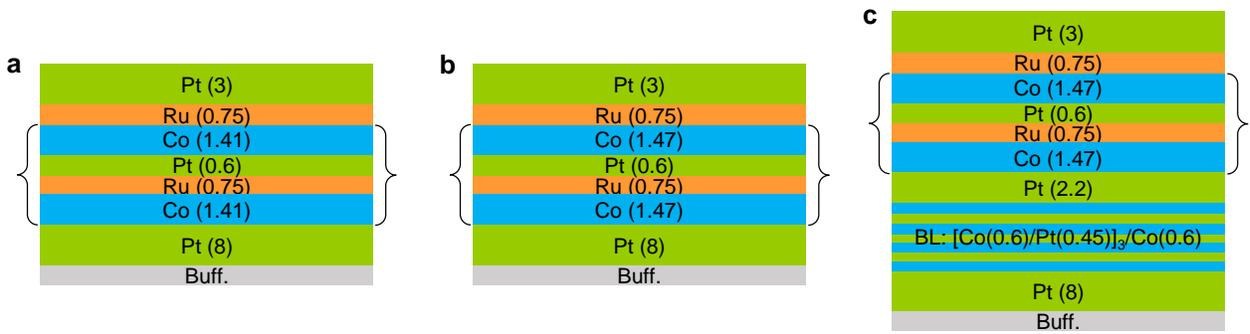 a
Pt (3)
Ru (0.75)
Co (1.41)
Pt (0.6)
Ru (0.75)
Co (1.41)
Pt (8)
Buff.
b
Pt (3)
Ru (0.75)
Co (1.47)
Pt (0.6)
Ru (0.75)
Co (1.47)
Pt (8)
Buff.
c
Pt (3)
Ru (0.75)
Co (1.47)
Pt (0.6)
Ru (0.75)
Co (1.47)
Pt (2.2)
BL: [Co(0.6)/Pt(0.45)]₃/Co(0.6)
Pt (8)
Buff.